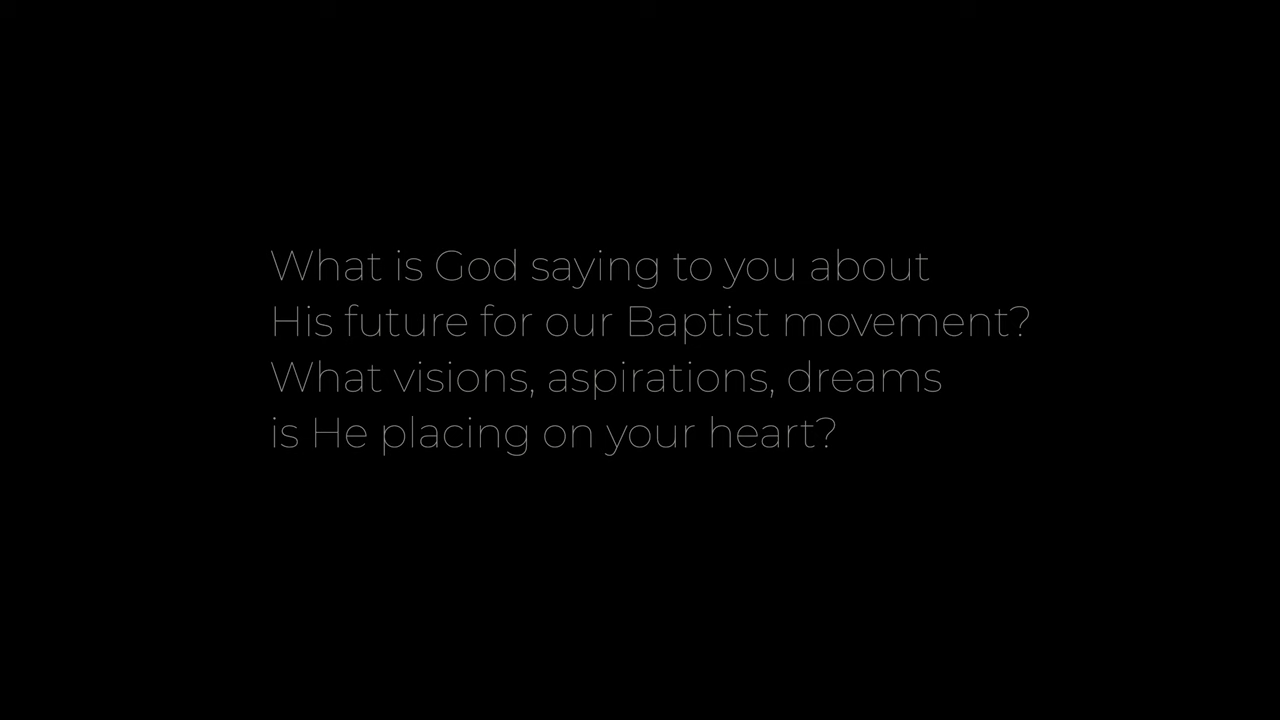 What is God saying to you about
His future for our Baptist movement?
What visions, aspirations, dreams
is He placing on your heart?